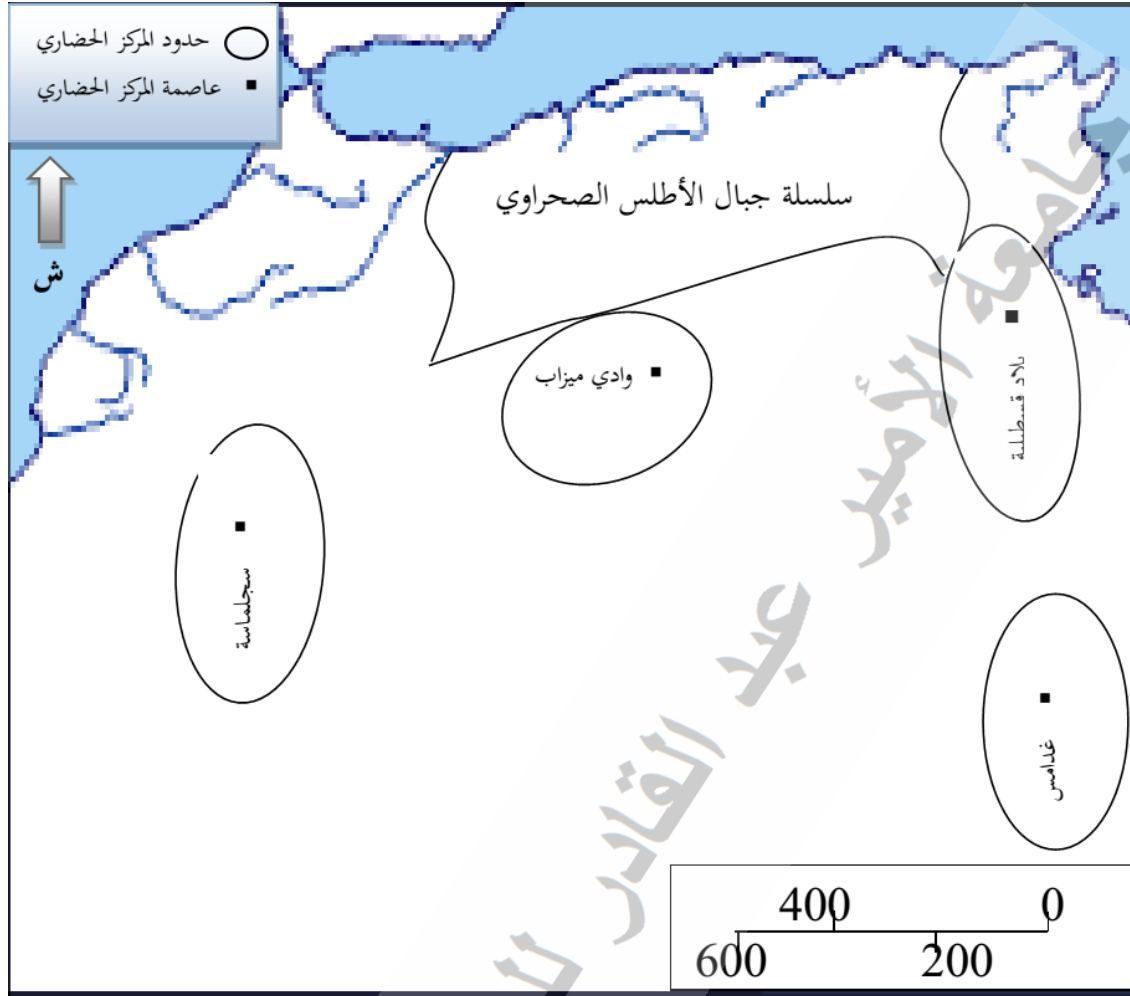 حدود المركز الحضاري
عاصمة المركز الحضاري
ش
سلسلة جبال الأطلس الصحراوي
وادي ميزاب
بلاد قسطيلية
سجلماسة
غدامس
0
400
200
600
جامعة الأمير عبد القادر